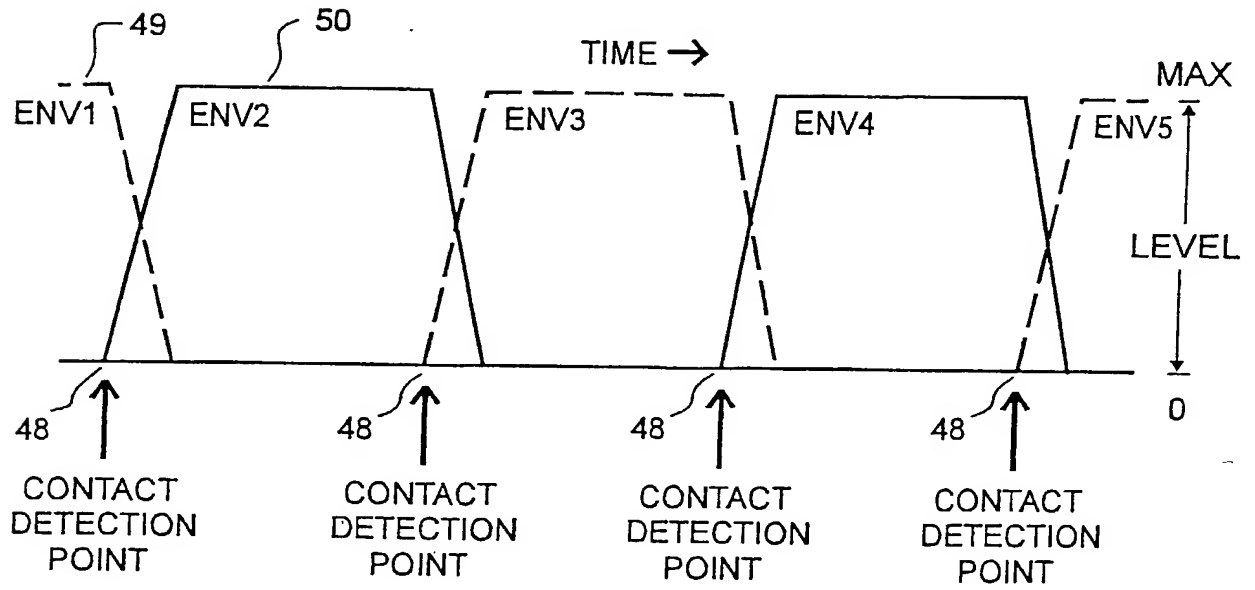 49
50
TIME →
MAX
ENV1
ENV2
ENV3
ENV4
ENV5
LEVEL
0
48
48
48
48
CONTACT
DETECTION
POINT
CONTACT
DETECTION
POINT
CONTACT
DETECTION
POINT
CONTACT
DETECTION
POINT